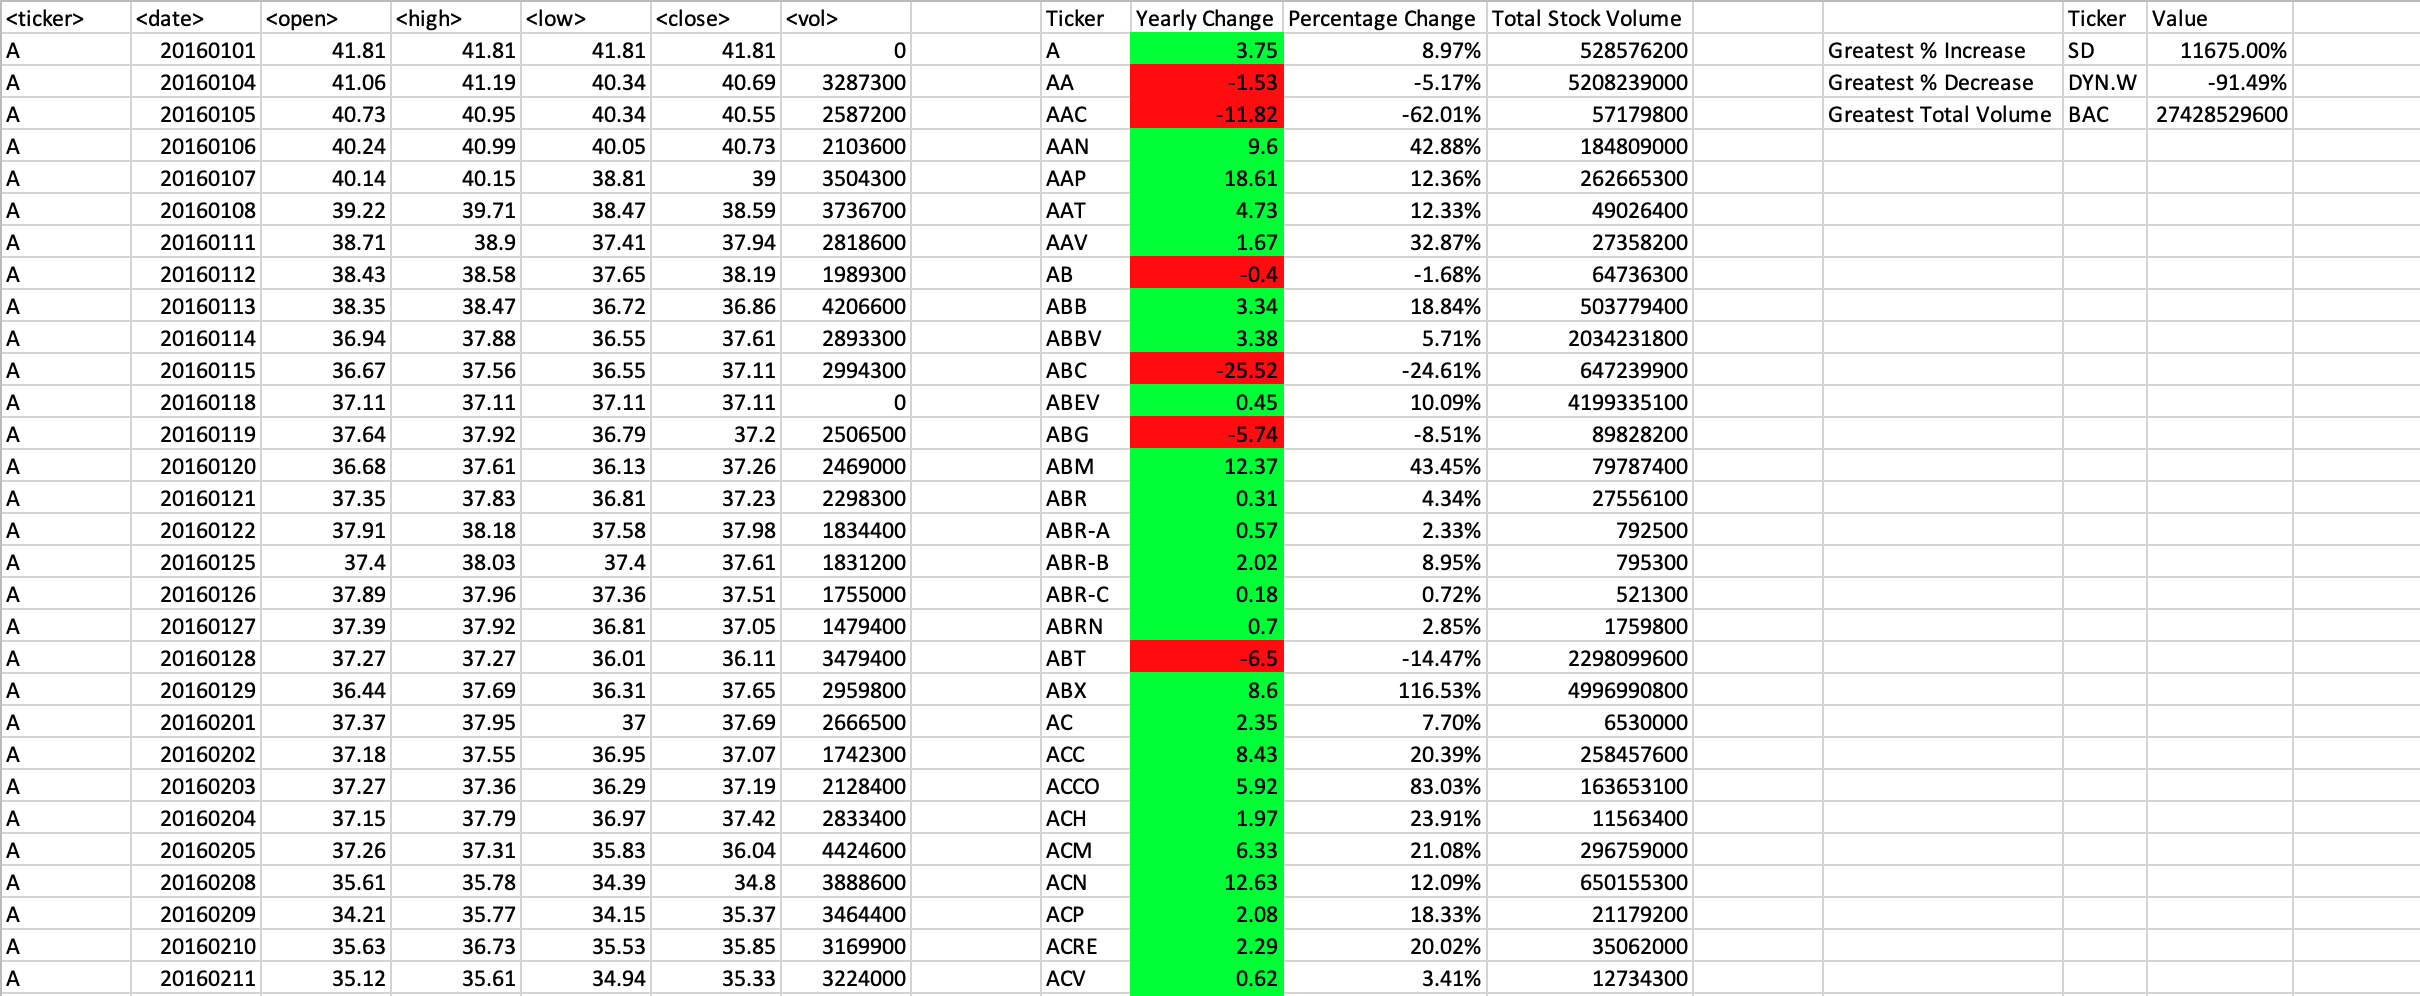 <ticker> <date> <open> <high> <low> <close> <vol> Ticker Yearly Change Percentage Change Total Stock Volume Ticker Value
A 20160101 41.81 41.81 41.81 41.81 0 A 3.75 8.97% 528576200 Greatest % Increase SD 11675.00%
A 20160104 41.06 41.19 40.34 40.69 3287300 AA -1.53 -5.17% 5208239000 Greatest % Decrease DYN.W -91.49%
A 20160105 40.73 40.95 40.34 40.55 2587200 AAC -11.82 -62.01% 57179800 Greatest Total Volume BAC 27428529600
A 20160106 40.24 40.99 40.05 40.73 2103600 AAN 9.6 42.88% 184809000
A 20160107 40.14 40.15 38.81 39 3504300 AAP 18.61 12.36% 262665300
A 20160108 39.22 39.71 38.47 38.59 3736700 AAT 4.73 12.33% 49026400
A 20160111 38.71 38.9 37.41 37.94 2818600 AAV 1.67 32.87% 27358200
A 20160112 38.43 38.58 37.65 38.19 1989300 AB -0.4 -1.68% 64736300
A 20160113 38.35 38.47 36.72 36.86 4206600 ABB 3.34 18.84% 503779400
A 20160114 36.94 37.88 36.55 37.61 2893300 ABBV 3.38 5.71% 2034231800
A 20160115 36.67 37.56 36.55 37.11 2994300 ABC -25.52 -24.61% 647239900
A 20160118 37.11 37.11 37.11 37.11 0 ABEV 0.45 10.09% 4199335100
A 20160119 37.64 37.92 36.79 37.2 2506500 ABG -5.74 -8.51% 89828200
A 20160120 36.68 37.61 36.13 37.26 2469000 ABM 12.37 43.45% 79787400
A 20160121 37.35 37.83 36.81 37.23 2298300 ABR 0.31 4.34% 27556100
A 20160122 37.91 38.18 37.58 37.98 1834400 ABR-A 0.57 2.33% 792500
A 20160125 37.4 38.03 37.4 37.61 1831200 ABR-B 2.02 8.95% 795300
A 20160126 37.89 37.96 37.36 37.51 1755000 ABR-C 0.18 0.72% 521300
A 20160127 37.39 37.92 36.81 37.05 1479400 ABRN 0.7 2.85% 1759800
A 20160128 37.27 37.27 36.01 36.11 3479400 ABT -6.5 -14.47% 2298099600
A 20160129 36.44 37.69 36.31 37.65 2959800 ABX 8.6 116.53% 4996990800
A 20160201 37.37 37.95 37 37.69 2666500 AC 2.35 7.70% 6530000
A 20160202 37.18 37.55 36.95 37.07 1742300 ACC 8.43 20.39% 258457600
A 20160203 37.27 37.36 36.29 37.19 2128400 ACCO 5.92 83.03% 163653100
A 20160204 37.15 37.79 36.97 37.42 2833400 ACH 1.97 23.91% 11563400
A 20160205 37.26 37.31 35.83 36.04 4424600 ACM 6.33 21.08% 296759000
A 20160208 35.61 35.78 34.39 34.8 3888600 ACN 12.63 12.09% 650155300
A 20160209 34.21 35.77 34.15 35.37 3464400 ACP 2.08 18.33% 21179200
A 20160210 35.63 36.73 35.53 35.85 3169900 ACRE 2.29 20.02% 35062000
A 20160211 35.12 35.61 34.94 35.33 3224000 ACV 0.62 3.41% 12734300